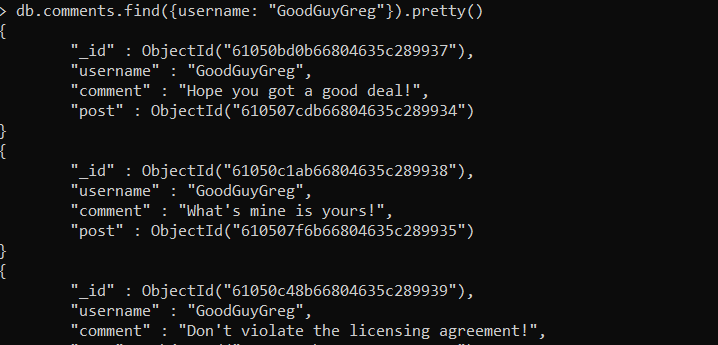 > db.comments.find({username: "GoodGuyGreg"}).pretty()
{
"_id" : ObjectId("61050bd0b66804635c289937"),
"username" : "GoodGuyGreg",
"comment" : "Hope you got a good deal!",
"post" : ObjectId("610507cdb66804635c289934")
}
{
"_id" : ObjectId("61050c1ab66804635c289938"),
"username" : "GoodGuyGreg",
"comment" : "What's mine is yours!",
"post" : ObjectId("610507f6b66804635c289935")
}
{
"_id" : ObjectId("61050c48b66804635c289939"),
"username" : "GoodGuyGreg",
"comment" : "Don't violate the licensing agreement!",